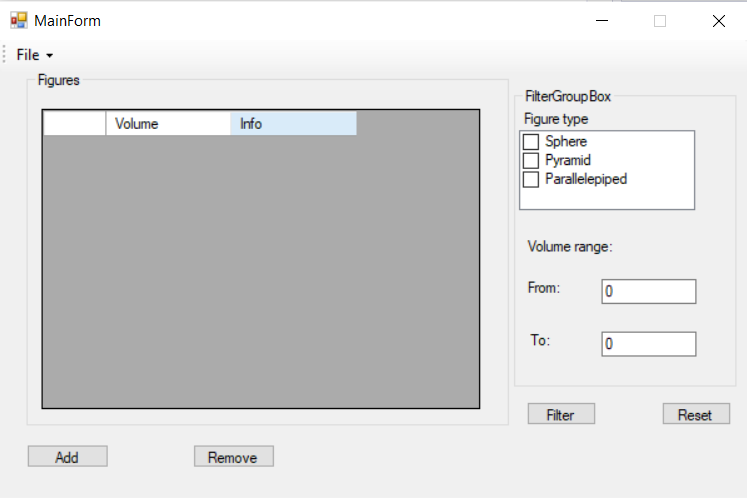 MainForm
File
Figures
Volume Info
FilterGroupBox
Figure type
Sphere
Pyramid
Parallelepiped
Volume range:
From: 0
To: 0
Filter Reset
Add Remove